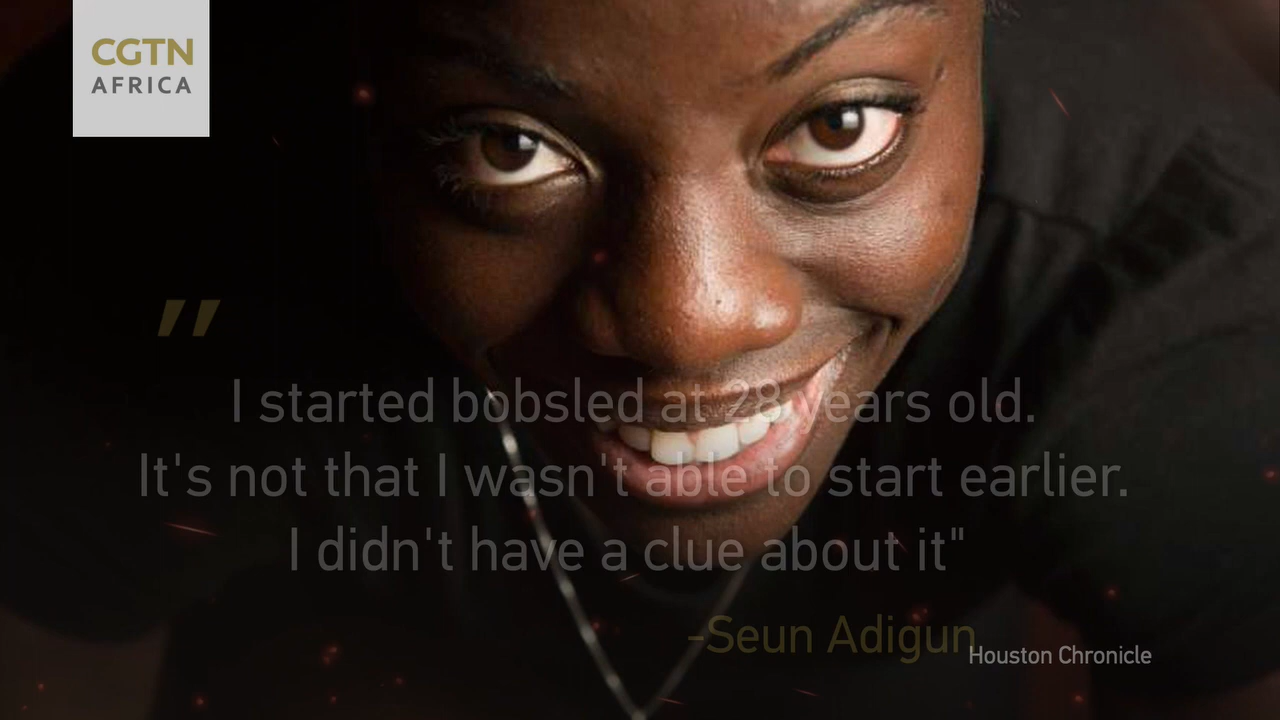 CGTN
AFRICA
"
I started bobsled at 28 years old.
It's not that I wasn't able to start earlier.
I didn't have a clue about it"
-Seun Adigun
Houston Chronicle